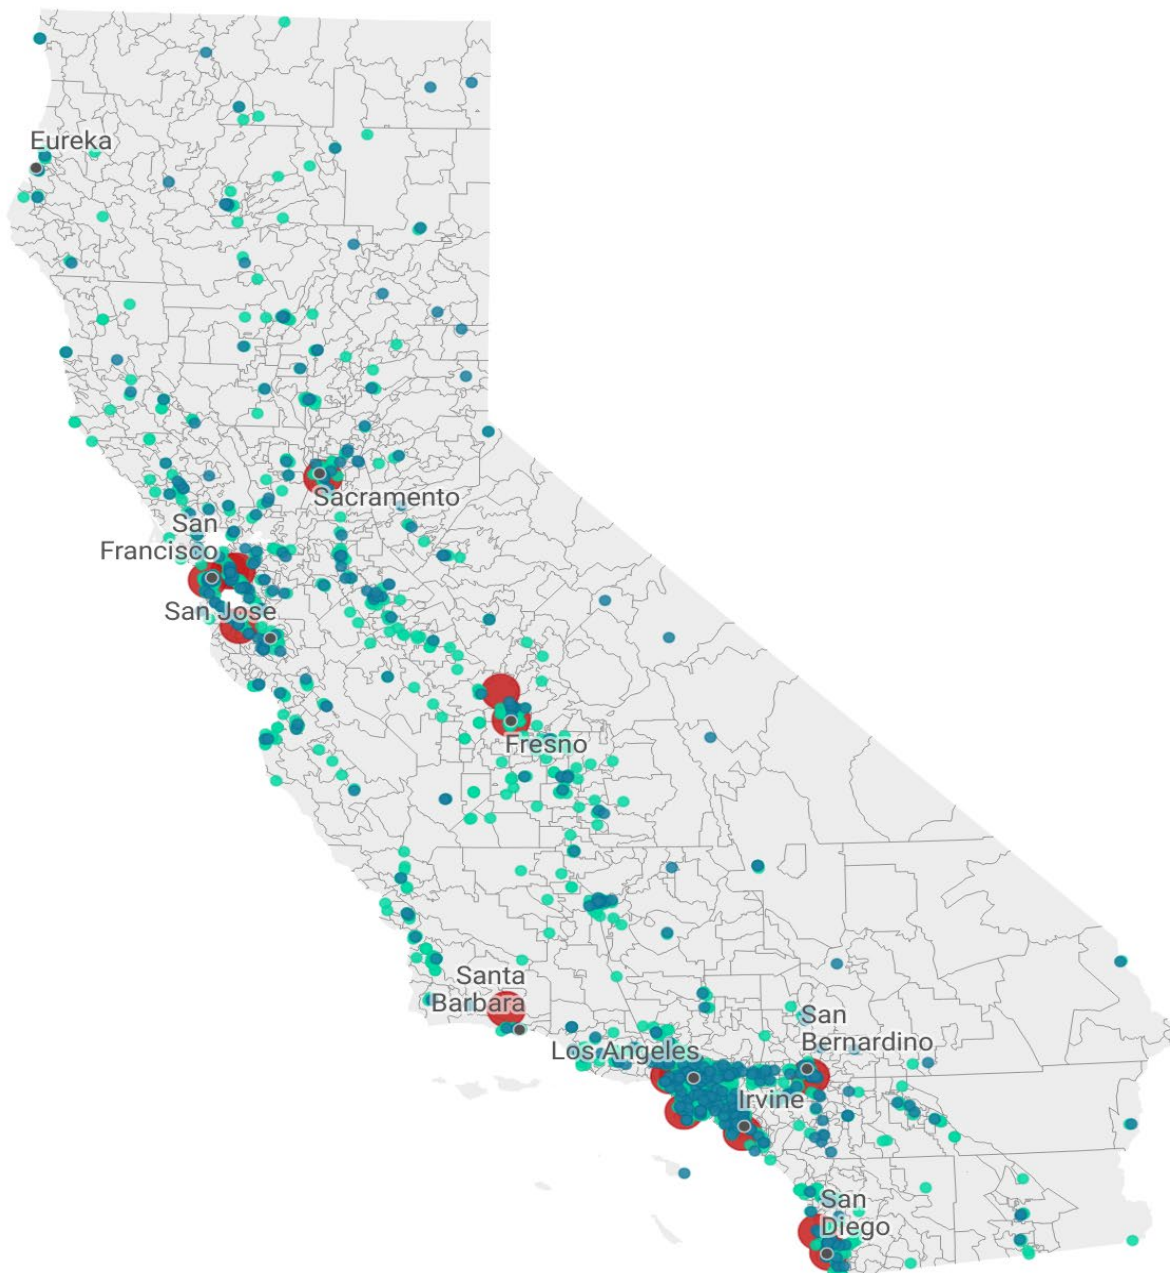 Eureka
Sacramento
San
Francisco
San Jose
Fresno
Santa
Barbara
San
Bernardino
Los Angeles
Irvine
San
Diego